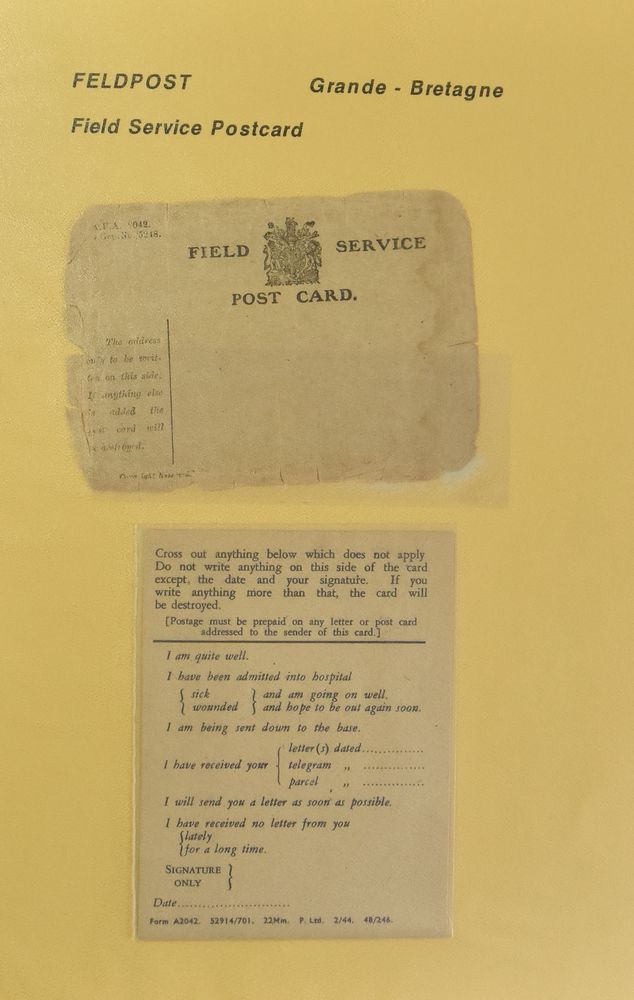 FELDPOST
Grande - Bretagne
Field Service Postcard
042.
5248.
FIELD SERVICE
POST CARD.
The address
only to be writ-
on this side.
If anything else
is added the
card will
destroyed.
Cross out anything below which does not apply
Do not write anything on this side of the card
except, the date and your signature. If you
write anything more than that, the card will
be destroyed.
[Postage must be prepaid on any letter or post card
addressed to the sender of this card.]
I am quite well.
I have been admitted into hospital
{ sick } and am going on well.
{ wounded } and hope to be out again soon.
I am being sent down to the base.
letter(s) dated...............
I have received your { telegram „ ...............
parcel „ ...............
I will send you a letter as soon as possible.
I have received no letter from you
{lately
{for a long time.
SIGNATURE }
ONLY
Date...........................
Form A2042. 52914/701. 22Mm. P. Ltd. 2/44. 48/246.